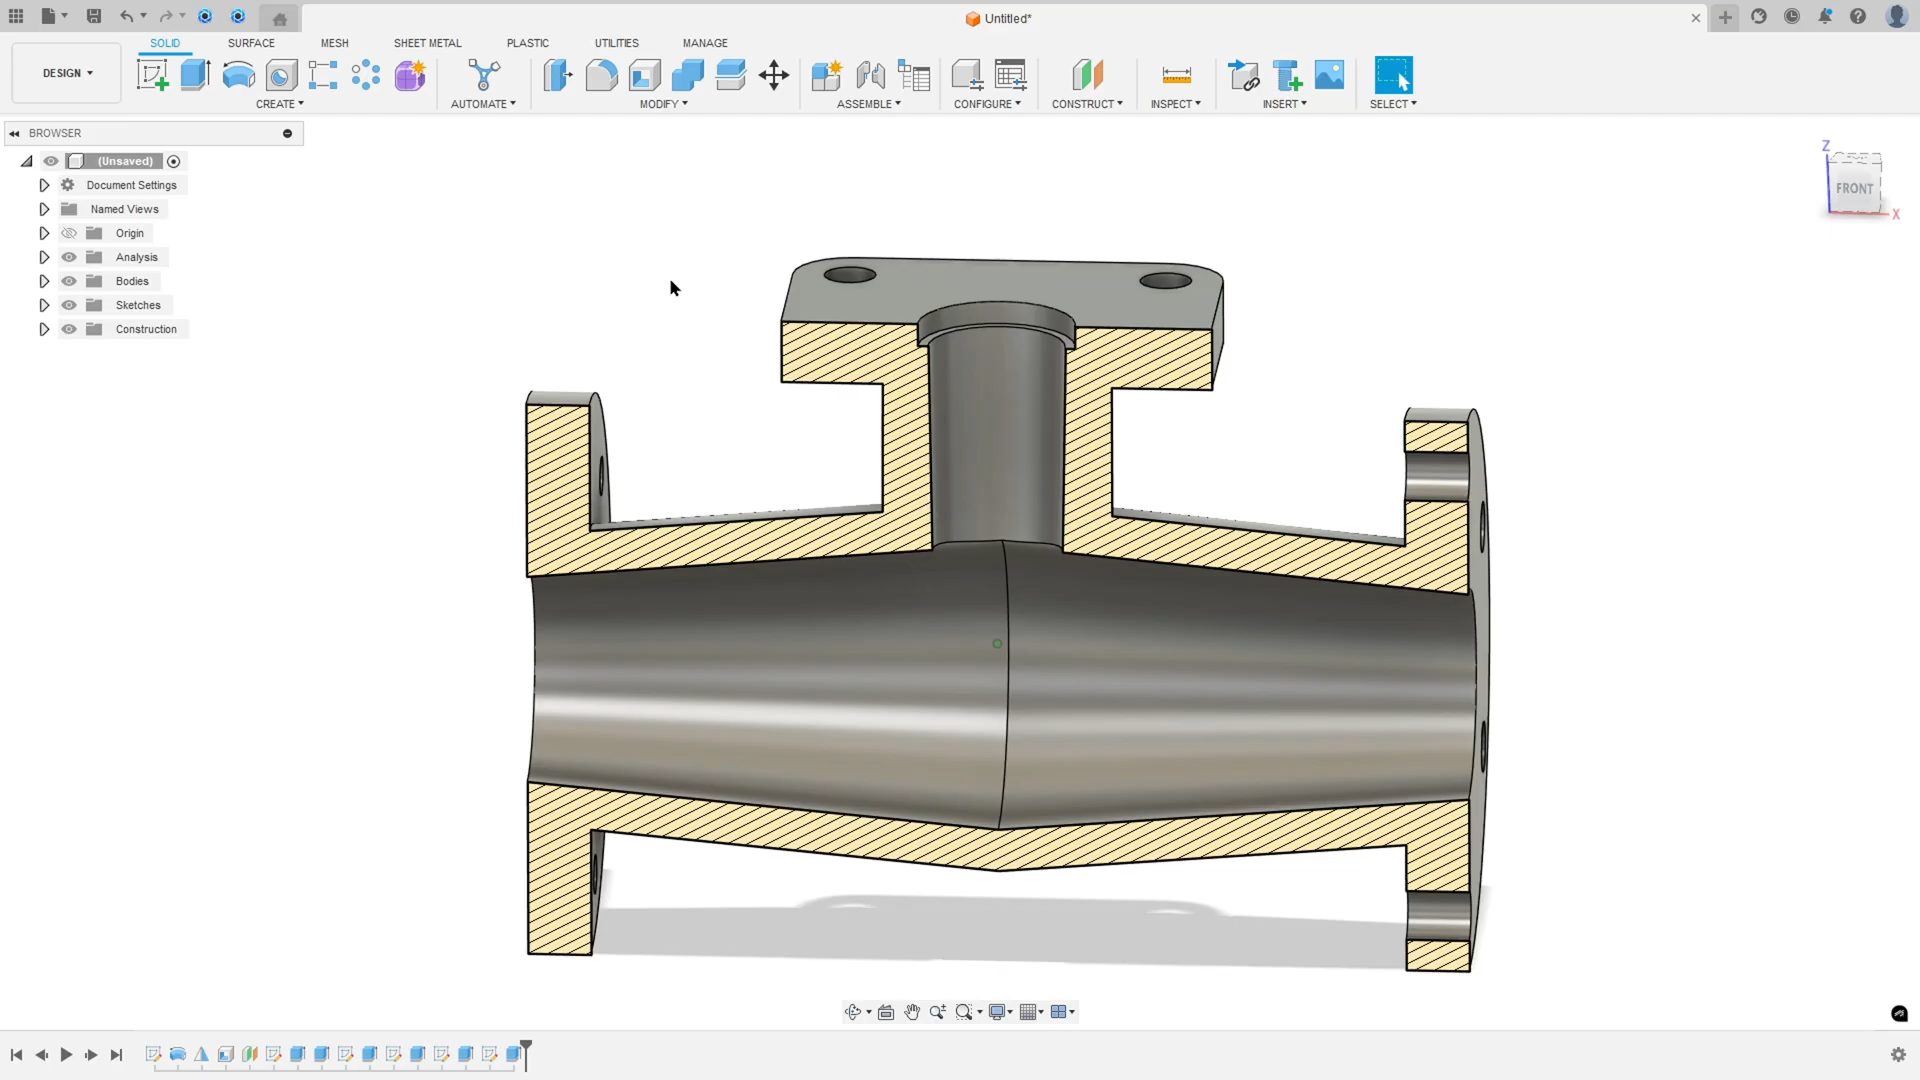 Untitled*
SOLID SURFACE MESH SHEET METAL PLASTIC UTILITIES MANAGE
DESIGN
CREATE AUTOMATE MODIFY ASSEMBLE CONFIGURE CONSTRUCT INSPECT INSERT SELECT
BROWSER
(Unsaved)
Document Settings
Named Views
Origin
Analysis
Bodies
Sketches
Construction
Z
FRONT
X